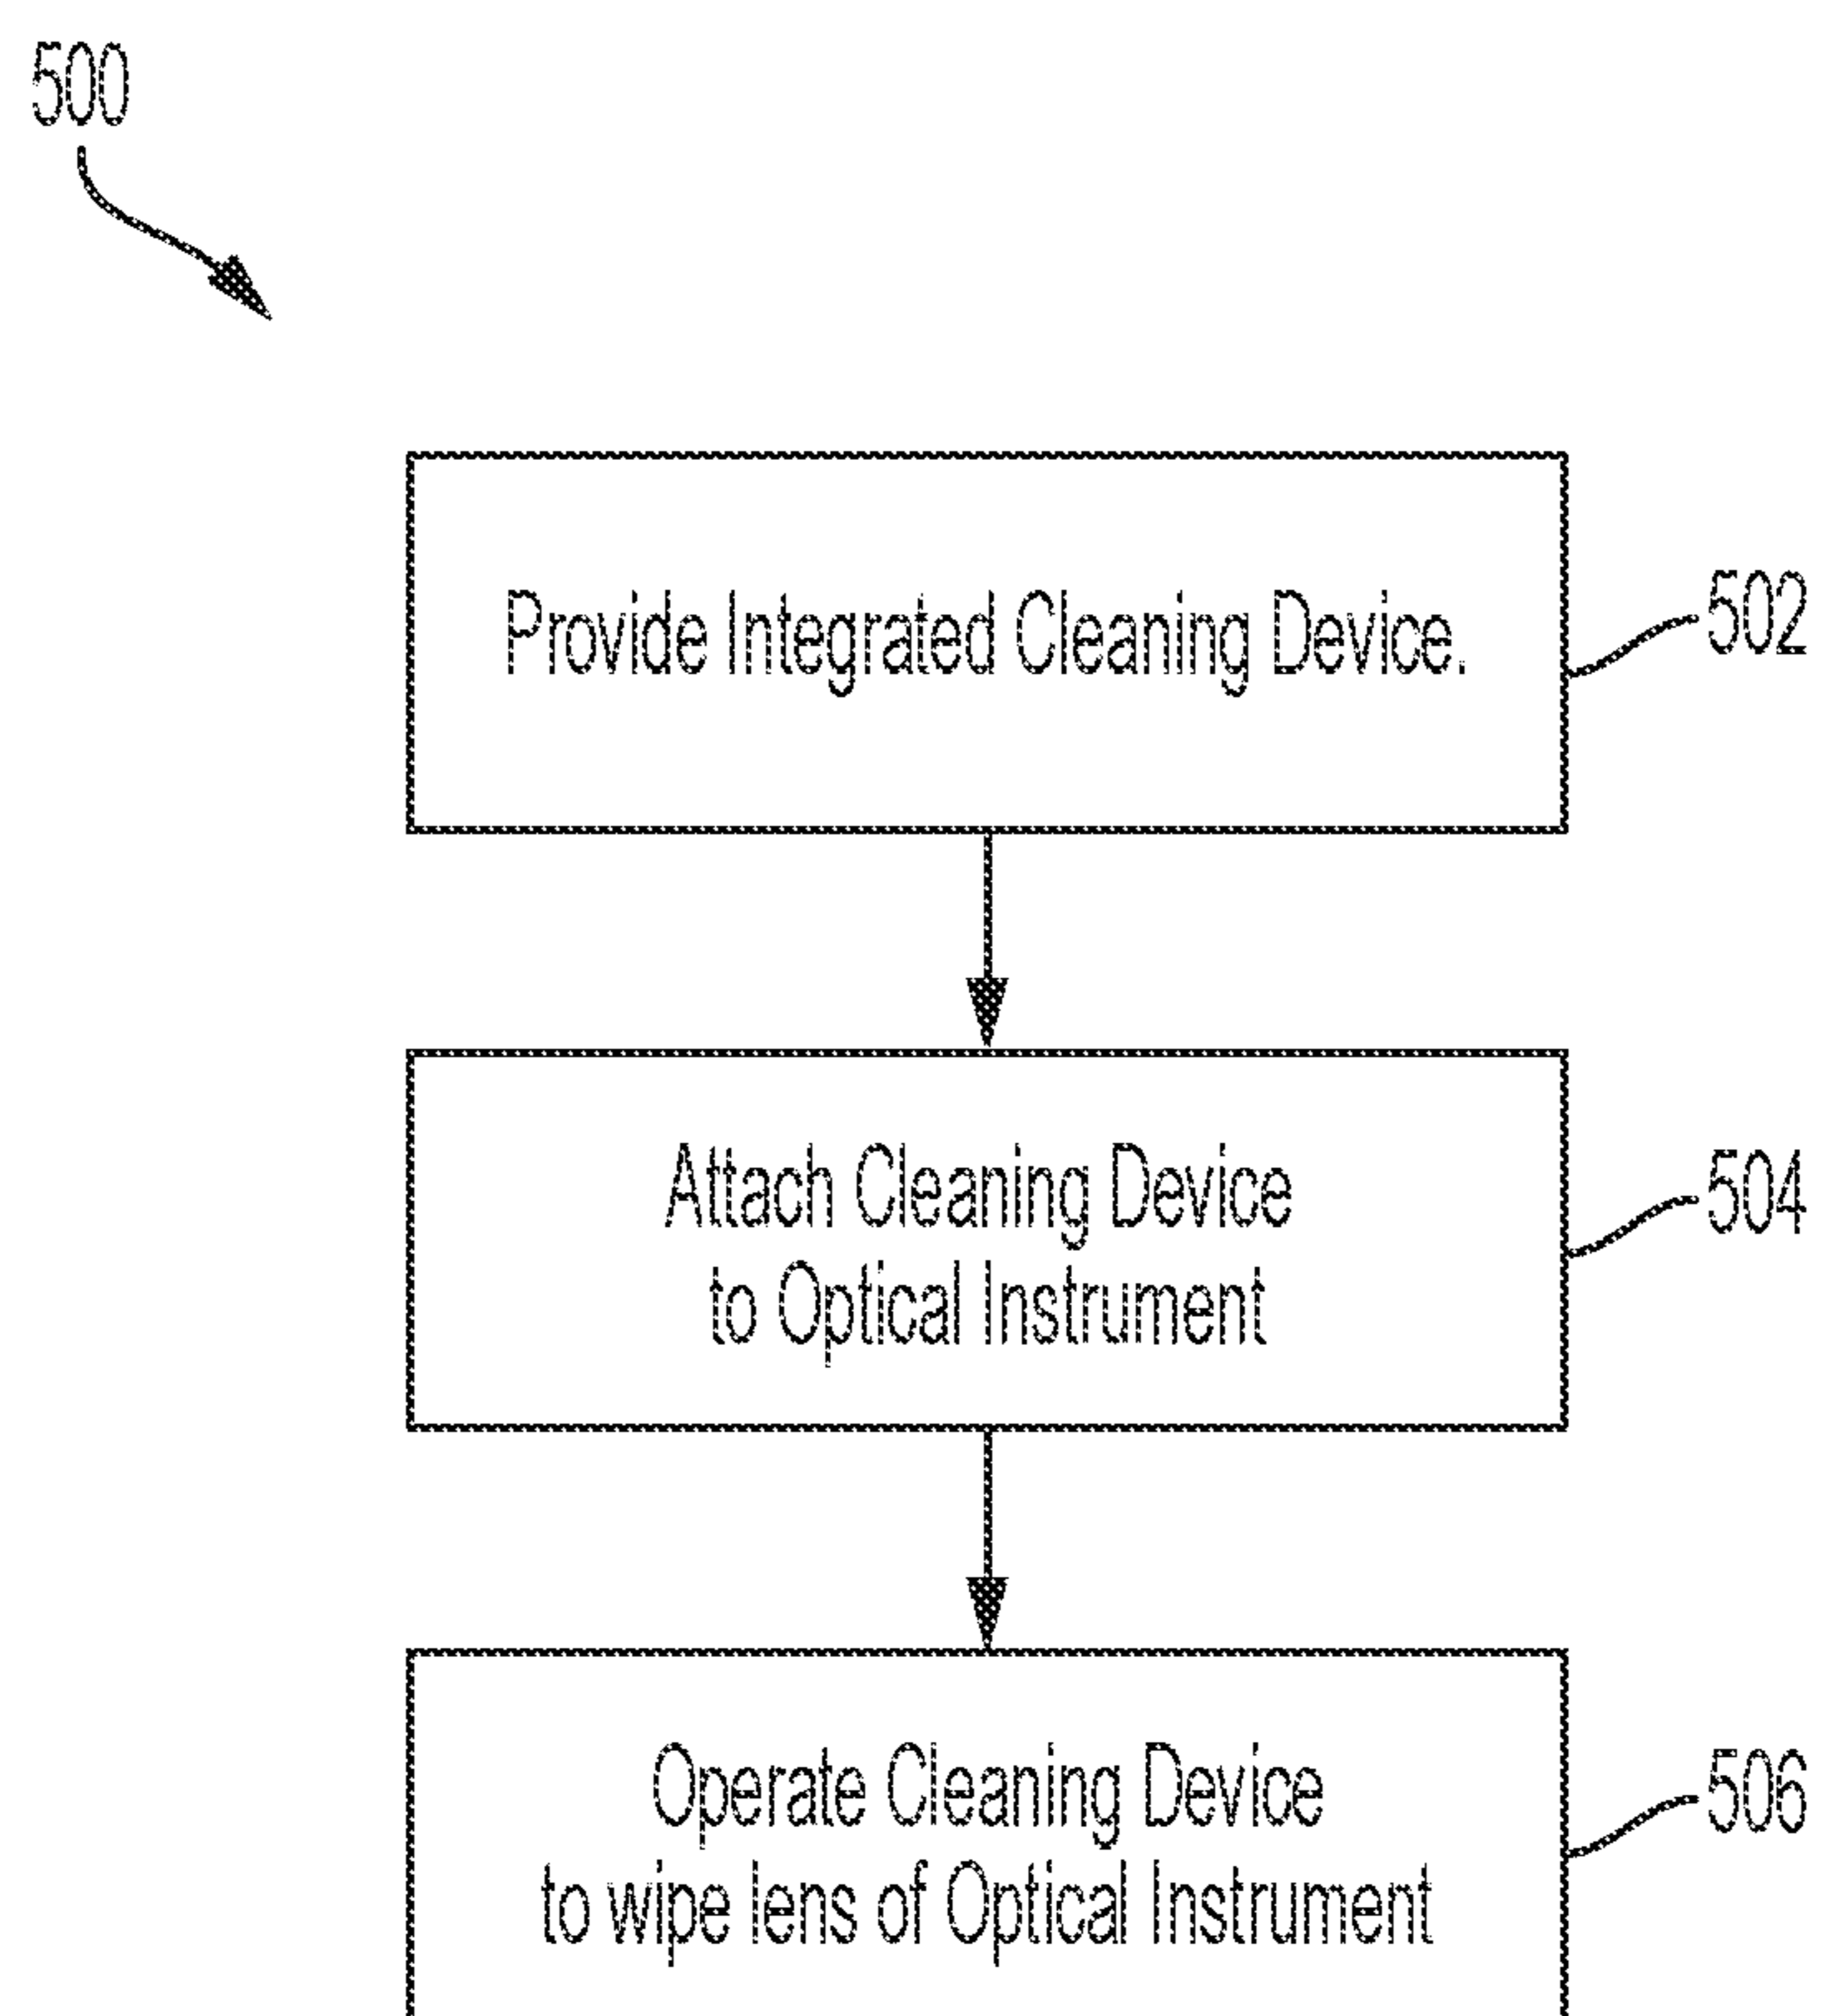 500
Provide Integrated Cleaning Device.
502
Attach Cleaning Device
to Optical Instrument
504
Operate Cleaning Device
to wipe lens of Optical Instrument
506